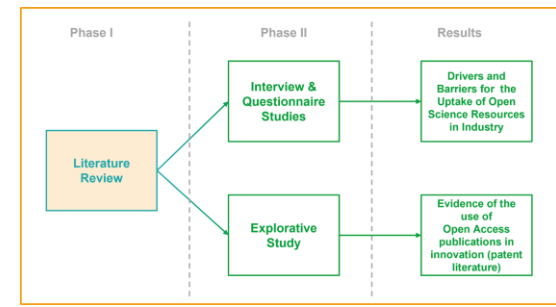 Phase I
Phase II
Results
Literature
Review
Interview &
Questionnaire
Studies
Drivers and
Barriers for the
Uptake of Open
Science Resources
in Industry
Explorative
Study
Evidence of the
use of
Open Access
publications in
innovation (patent
literature)